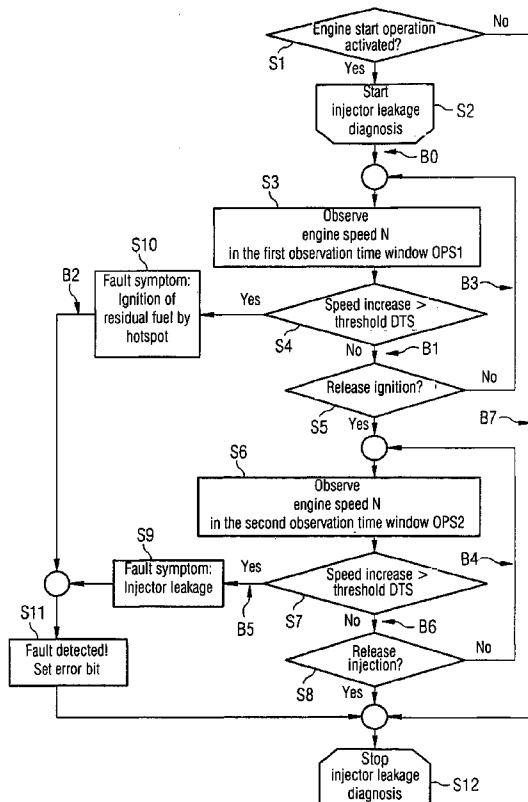 Engine start operation
activated?
No
S1
Yes
Start
injector leakage
diagnosis
S2
B0
S3
Observe
engine speed N
in the first observation time window OPS1
S10
B2
Fault symptom:
Ignition of
residual fuel by
hotspot
Yes
Speed increase >
threshold DTS
S4
B3
No
B1
Release ignition?
No
S5
Yes
B7
S6
Observe
engine speed N
in the second observation time window OPS2
S9
Fault symptom:
Injector leakage
Yes
B5
Speed increase >
threshold DTS
S7
B4
No
B6
S11
Fault detected!
Set error bit
Release
injection?
No
S8
Yes
Stop
injector leakage
diagnosis
S12